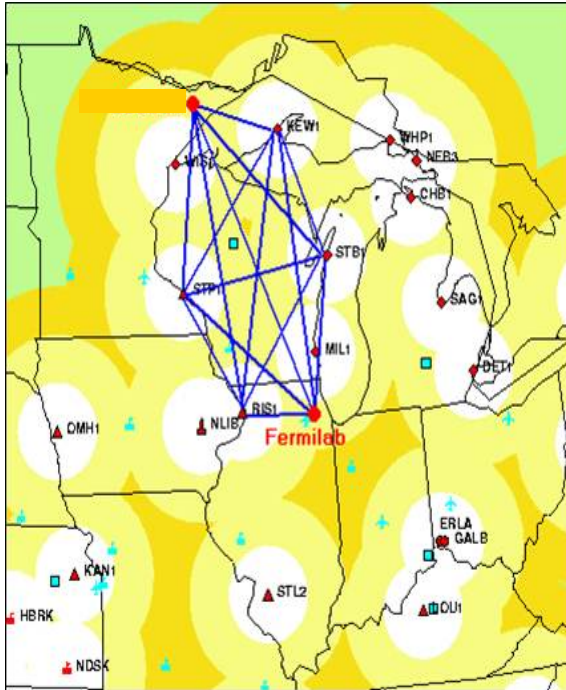 KEW1
WHP1
NEB3
WIS1
CHB1
STB1
STP1
SAG1
MIL1
DET1
RIS1
NLIB
OMH1
Fermilab
ERLA
GALB
KAN1
STL2
HBRK
NDSK